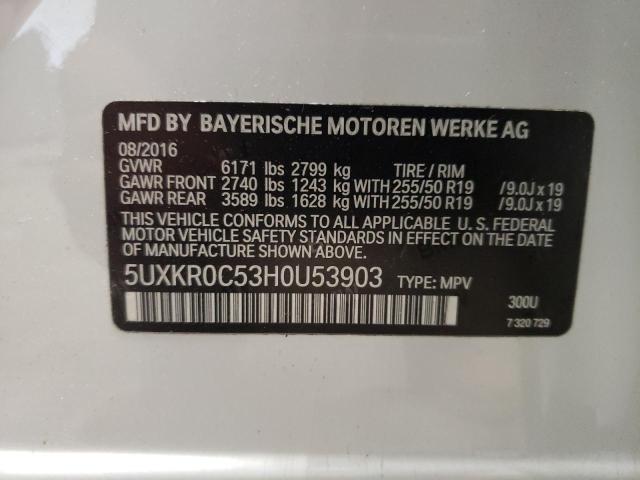 MFD BY BAYERISCHE MOTOREN WERKE AG
08/2016
GVWR 6171 lbs 2799 kg TIRE / RIM
GAWR FRONT 2740 lbs 1243 kg WITH 255/50 R19 /9.0J x 19
GAWR REAR 3589 lbs 1628 kg WITH 255/50 R19 /9.0J x 19
THIS VEHICLE CONFORMS TO ALL APPLICABLE U. S. FEDERAL
MOTOR VEHICLE SAFETY STANDARDS IN EFFECT ON THE DATE
OF MANUFACTURE SHOWN ABOVE.
5UXKR0C53H0U53903 TYPE: MPV
300U
7 320 729